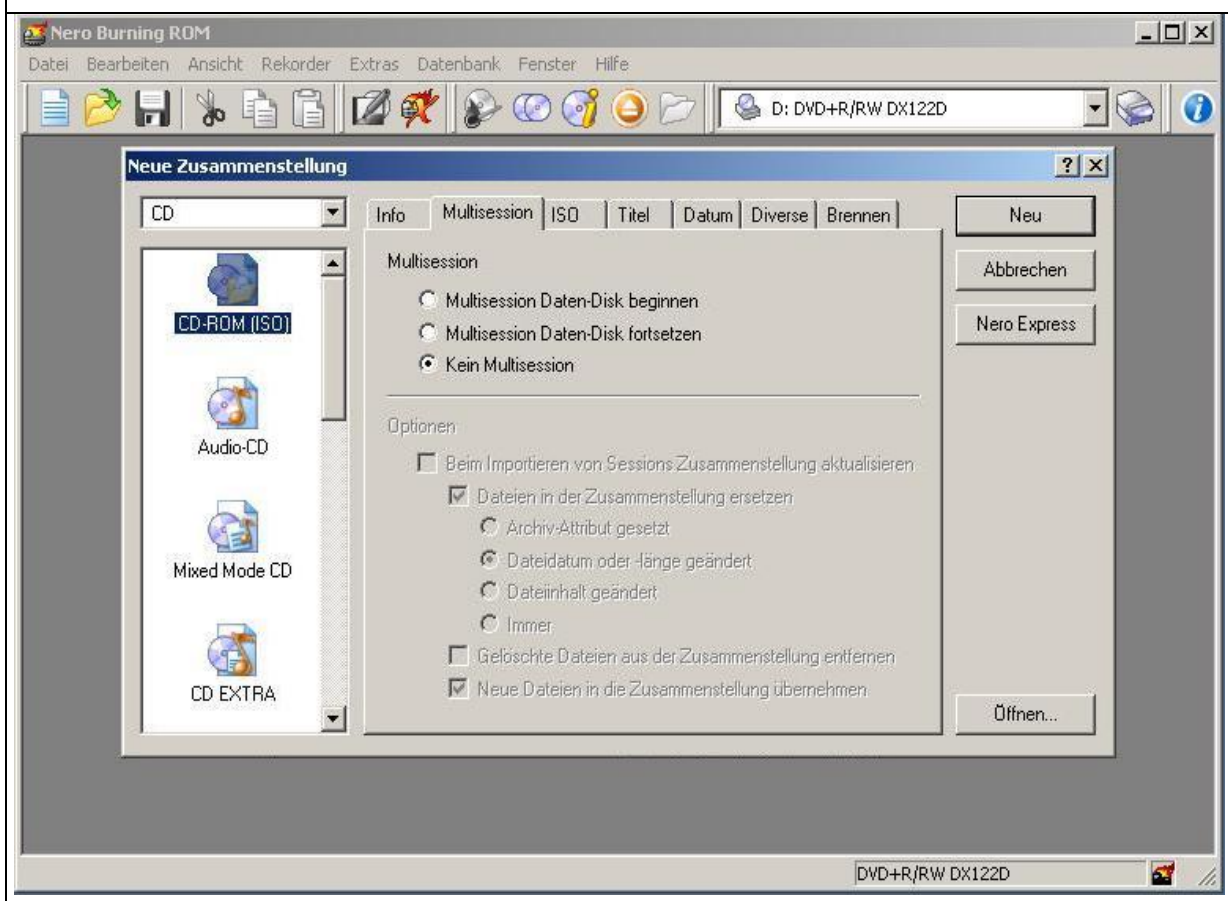 Nero Burning ROM
Datei Bearbeiten Ansicht Rekorder Extras Datenbank Fenster Hilfe
D: DVD+R/RW DX122D
Neue Zusammenstellung
CD
CD-ROM (ISO)
Audio-CD
Mixed Mode CD
CD EXTRA
Info Multisession ISO Titel Datum Diverse Brennen
Multisession
Multisession Daten-Disk beginnen
Multisession Daten-Disk fortsetzen
Kein Multisession
Optionen
Beim Importieren von Sessions Zusammenstellung aktualisieren
Dateien in der Zusammenstellung ersetzen
Archiv-Attribut gesetzt
Dateidatum oder -länge geändert
Dateiinhalt geändert
Immer
Gelöschte Dateien aus der Zusammenstellung entfernen
Neue Dateien in die Zusammenstellung übernehmen
Neu
Abbrechen
Nero Express
Öffnen...
DVD+R/RW DX122D